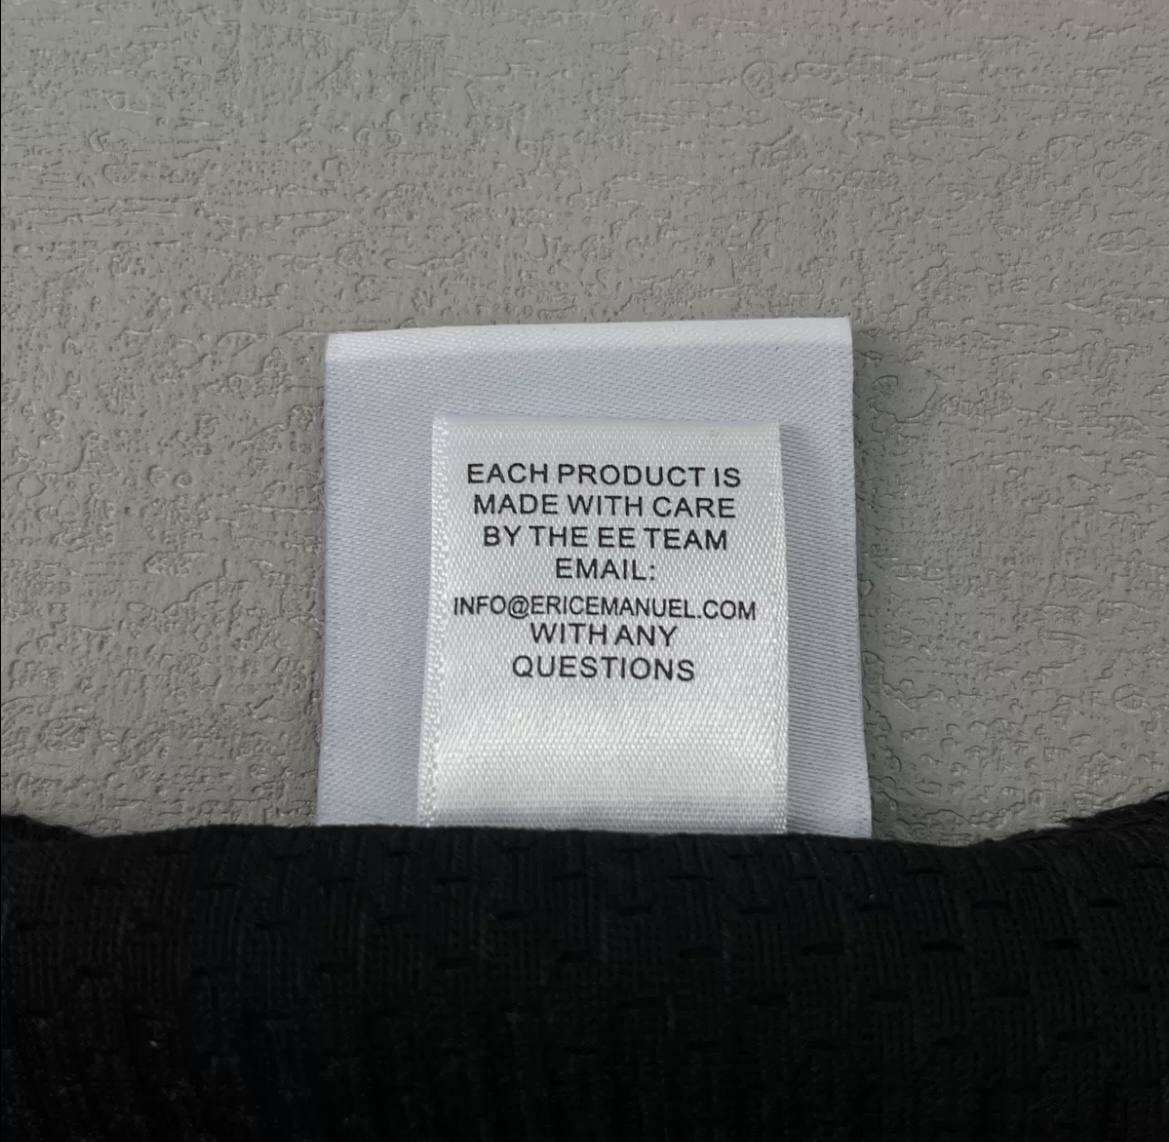 EACH PRODUCT IS
MADE WITH CARE
BY THE EE TEAM
EMAIL:
INFO@ERICEMANUEL.COM
WITH ANY
QUESTIONS